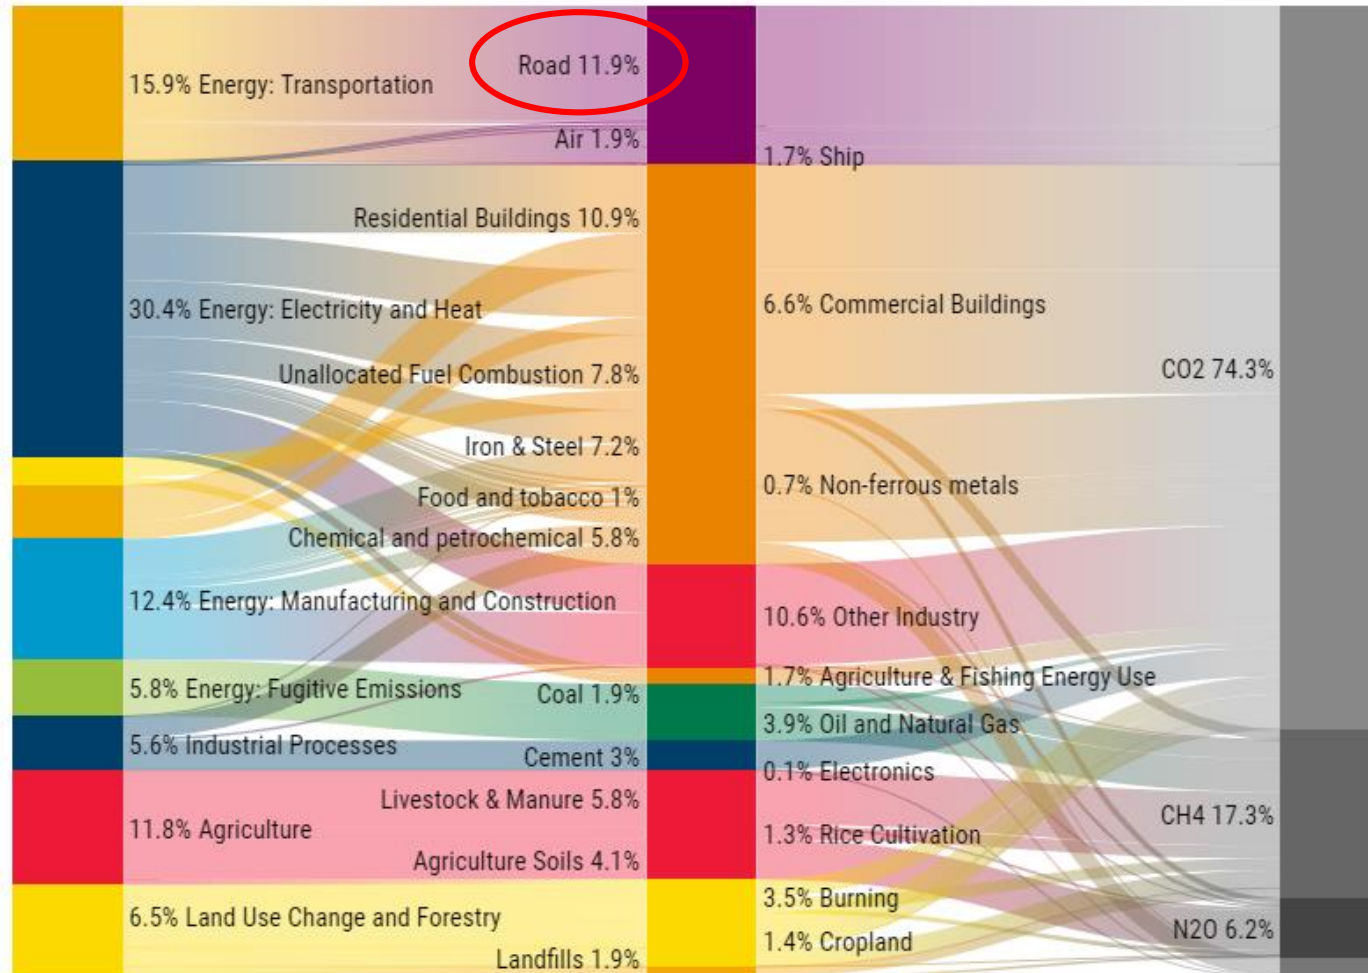 Road 11.9%
15.9% Energy: Transportation
Air 1.9%
1.7% Ship
Residential Buildings 10.9%
6.6% Commercial Buildings
30.4% Energy: Electricity and Heat
CO2 74.3%
Unallocated Fuel Combustion 7.8%
Iron & Steel 7.2%
0.7% Non-ferrous metals
Food and tobacco 1%
Chemical and petrochemical 5.8%
12.4% Energy: Manufacturing and Construction
10.6% Other Industry
1.7% Agriculture & Fishing Energy Use
5.8% Energy: Fugitive Emissions
Coal 1.9%
3.9% Oil and Natural Gas
5.6% Industrial Processes
Cement 3%
0.1% Electronics
Livestock & Manure 5.8%
CH4 17.3%
11.8% Agriculture
1.3% Rice Cultivation
Agriculture Soils 4.1%
3.5% Burning
6.5% Land Use Change and Forestry
N2O 6.2%
1.4% Cropland
Landfills 1.9%